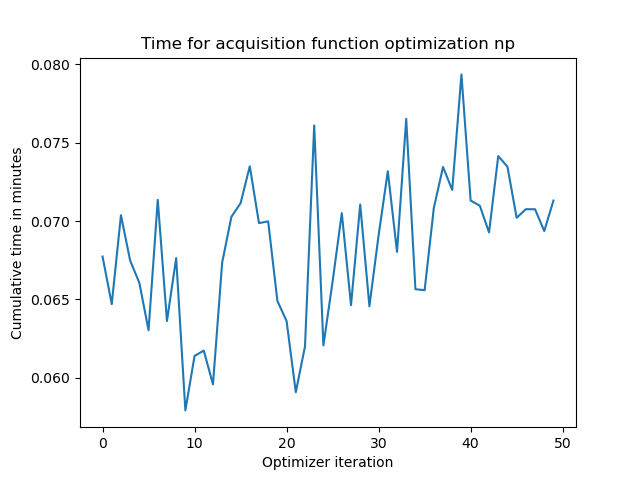 Time for acquisition function optimization np
0.080
0.075
0.070
0.065
0.060
Cumulative time in minutes
0 10 20 30 40 50
Optimizer iteration